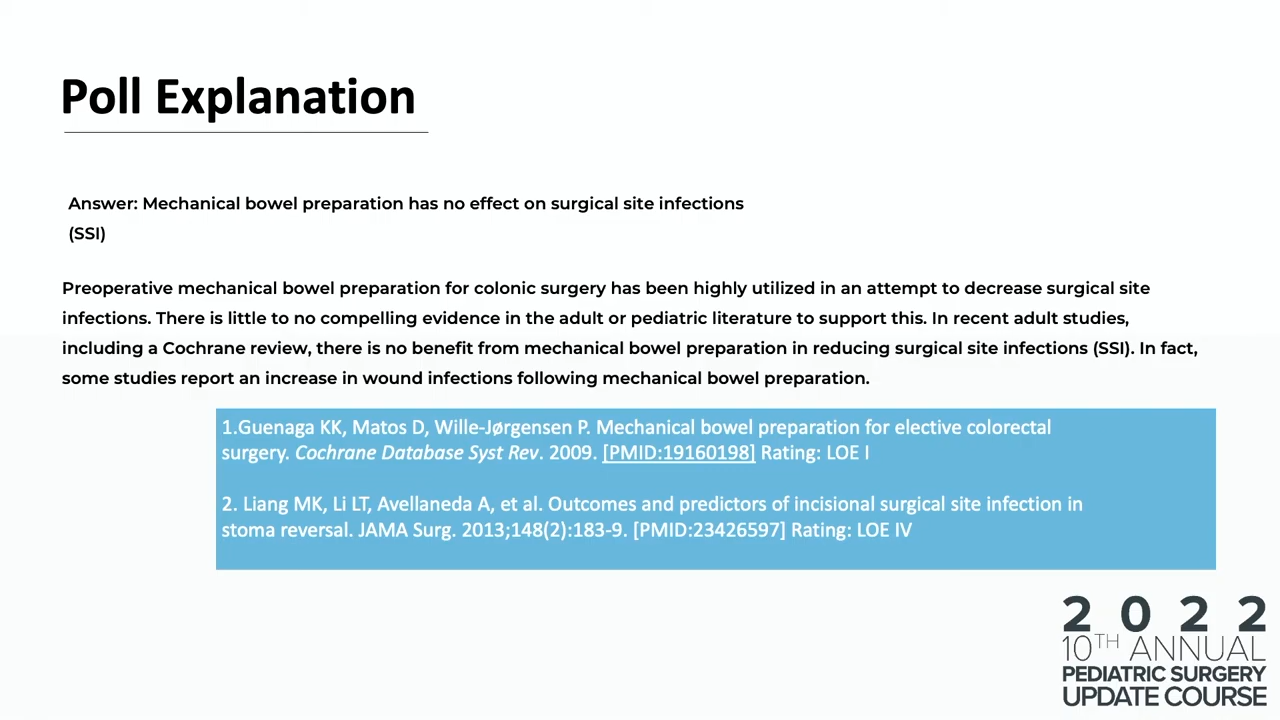 Poll Explanation
Answer: Mechanical bowel preparation has no effect on surgical site infections
(SSI)
Preoperative mechanical bowel preparation for colonic surgery has been highly utilized in an attempt to decrease surgical site
infections. There is little to no compelling evidence in the adult or pediatric literature to support this. In recent adult studies,
including a Cochrane review, there is no benefit from mechanical bowel preparation in reducing surgical site infections (SSI). In fact,
some studies report an increase in wound infections following mechanical bowel preparation.
1.Guenaga KK, Matos D, Wille-Jørgensen P. Mechanical bowel preparation for elective colorectal
surgery. Cochrane Database Syst Rev. 2009. [PMID:19160198] Rating: LOE I
2. Liang MK, Li LT, Avellaneda A, et al. Outcomes and predictors of incisional surgical site infection in
stoma reversal. JAMA Surg. 2013;148(2):183-9. [PMID:23426597] Rating: LOE IV
2022
10TH ANNUAL
PEDIATRIC SURGERY
UPDATE COURSE